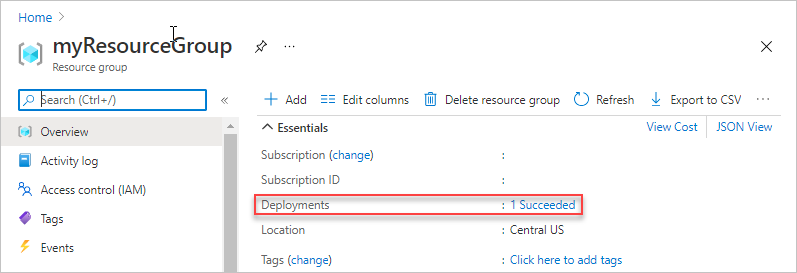 Home >
myResourceGroup
Resource group
Search (Ctrl+/)
«
Add Edit columns Delete resource group Refresh Export to CSV ...
Overview
Activity log
Access control (IAM)
Tags
Events
Essentials View Cost JSON View
Subscription (change) :
Subscription ID :
Deployments : 1 Succeeded
Location : Central US
Tags (change) : Click here to add tags